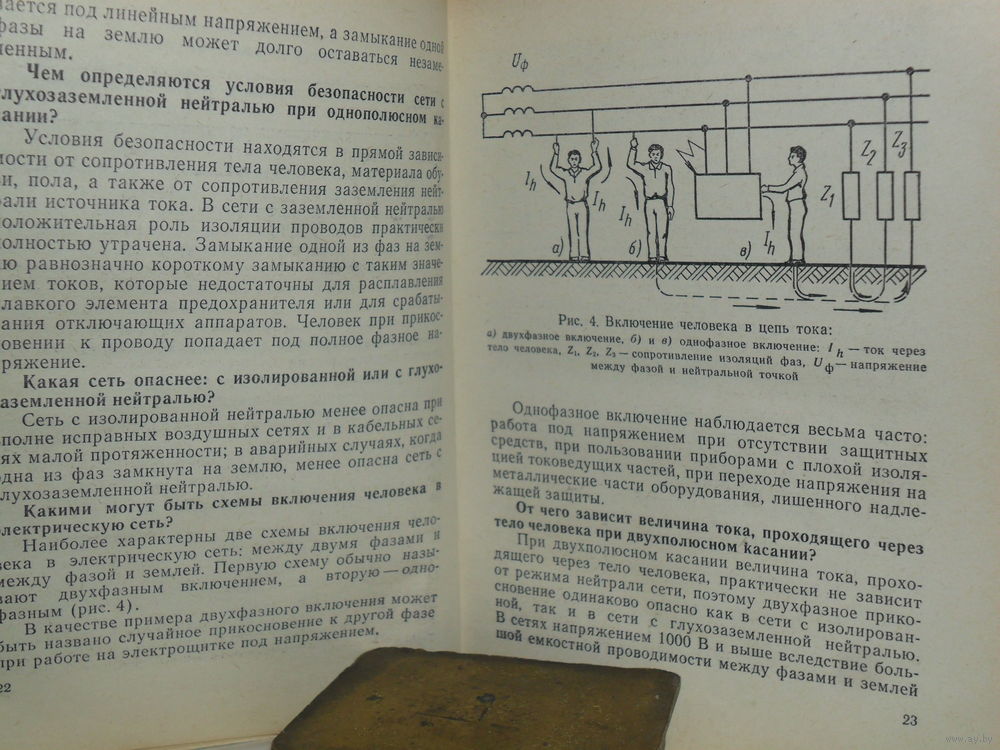 под линейным напряжением, а замыкание одной
фазы на землю может долго оставаться незаме-
ченным.
Чем определяются условия безопасности сети с
глухозаземленной нейтралью при однополюсном ка-
сании?
Условия безопасности находятся в прямой зависи-
мости от сопротивления тела человека, материала обу-
ви, пола, а также от сопротивления заземления нейт-
рали источника тока. В сети с заземленной нейтралью
положительная роль изоляции проводов практически
полностью утрачена. Замыкание одной из фаз на зем-
лю равнозначно короткому замыканию с таким значе-
нием токов, которые недостаточны для расплавления
плавкого элемента предохранителя или для срабаты-
вания отключающих аппаратов. Человек при прикос-
новении к проводу попадает под полное фазное на-
пряжение.
Какая сеть опаснее: с изолированной или с глухо-
заземленной нейтралью?
Сеть с изолированной нейтралью менее опасна при
вполне исправных воздушных сетях и в кабельных се-
тях малой протяженности; в аварийных случаях, когда
одна из фаз замкнута на землю, менее опасна сеть с
глухозаземленной нейтралью.
Какими могут быть схемы включения человека в
электрическую сеть?
Наиболее характерны две схемы включения чело-
века в электрическую сеть: между двумя фазами и
между фазой и землей. Первую схему обычно назы-
вают двухфазным включением, а вторую — одно-
фазным (рис. 4).
В качестве примера двухфазного включения может
быть названо случайное прикосновение к другой фазе
при работе на электрощитке под напряжением.
22
Uф
Ih
Ih
Ih
Ih
а)
б)
в)
Z1
Z2
Z3
Рис. 4. Включение человека в цепь тока:
а) двухфазное включение, б) и в) однофазное включение: Ih — ток через
тело человека, Z1, Z2, Z3 — сопротивление изоляций фаз, Uф — напряжение
между фазой и нейтральной точкой
Однофазное включение наблюдается весьма часто:
работа под напряжением при отсутствии защитных
средств, при пользовании приборами с плохой изоля-
цией токоведущих частей, при переходе напряжения на
металлические части оборудования, лишенного надле-
жащей защиты.
От чего зависит величина тока, проходящего через
тело человека при двухполюсном касании?
При двухполюсном касании величина тока, прохо-
дящего через тело человека, практически не зависит
от режима нейтрали сети, поэтому двухфазное прико-
сновение одинаково опасно как в сети с изолирован-
ной, так и в сети с глухозаземленной нейтралью.
В сетях напряжением 1000 В и выше вследствие боль-
шой емкостной проводимости между фазами и землей
23
www.ay.by